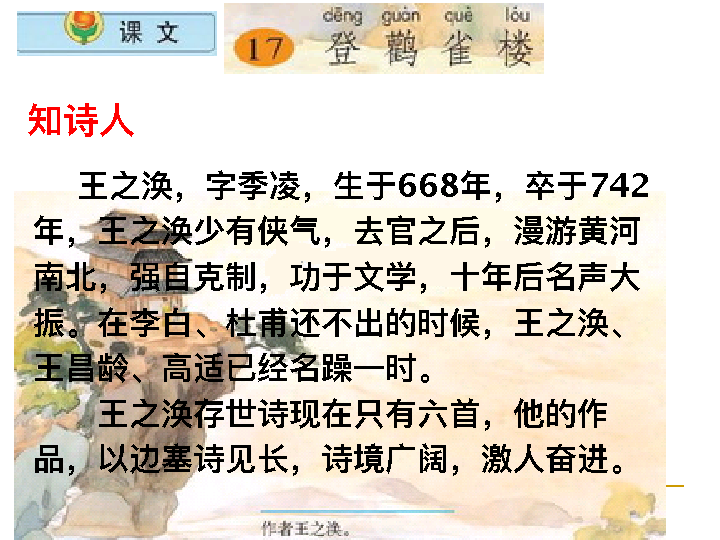 课 文
dēng guàn què lóu
17 登 鹳 雀 楼
知诗人
王之涣，字季凌，生于668年，卒于742
年，王之涣少有侠气，去官之后，漫游黄河
南北，强自克制，功于文学，十年后名声大
振。在李白、杜甫还不出的时候，王之涣、
王昌龄、高适已经名躁一时。
王之涣存世诗现在只有六首，他的作
品，以边塞诗见长，诗境广阔，激人奋进。
作者王之涣。